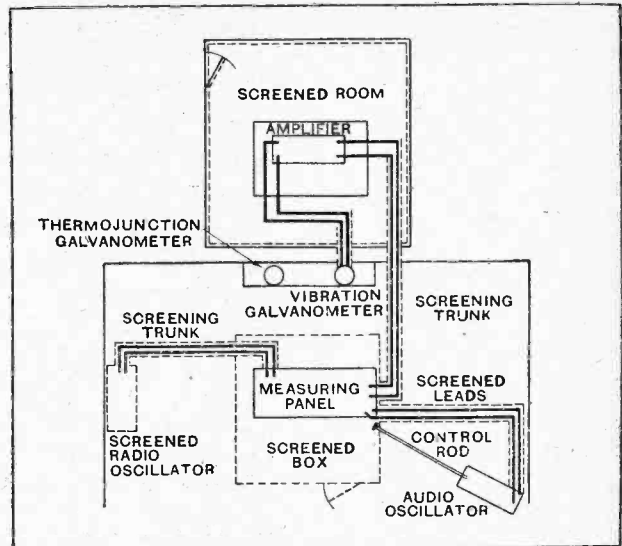 SCREENED ROOM
AMPLIFIER
THERMOJUNCTION
GALVANOMETER
VIBRATION
GALVANOMETER
SCREENING
TRUNK
SCREENING
TRUNK
MEASURING
PANEL
SCREENED
LEADS
SCREENED
RADIO
OSCILLATOR
SCREENED
BOX
CONTROL
ROD
AUDIO
OSCILLATOR